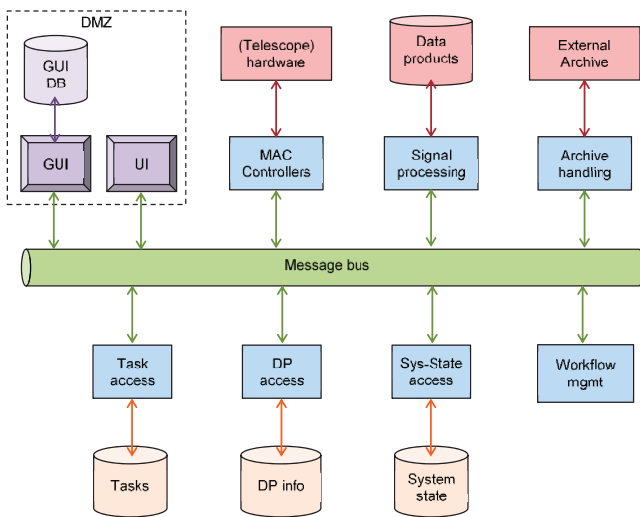 DMZ
GUI
DB
(Telescope)
hardware
Data
products
External
Archive
GUI
UI
MAC
Controllers
Signal
processing
Archive
handling
Message bus
Task
access
DP
access
Sys-State
access
Workflow
mgmt
Tasks
DP info
System
state